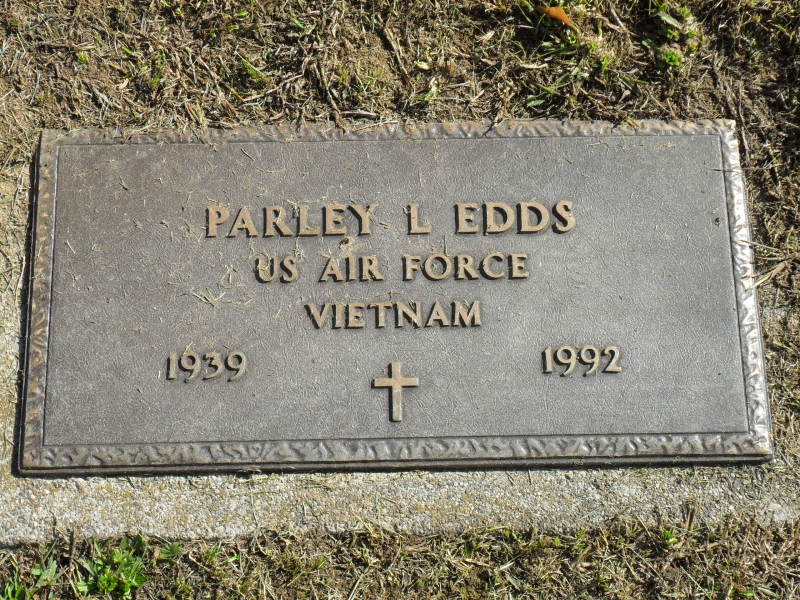 PARLEY L EDDS
US AIR FORCE
VIETNAM
1939 1992